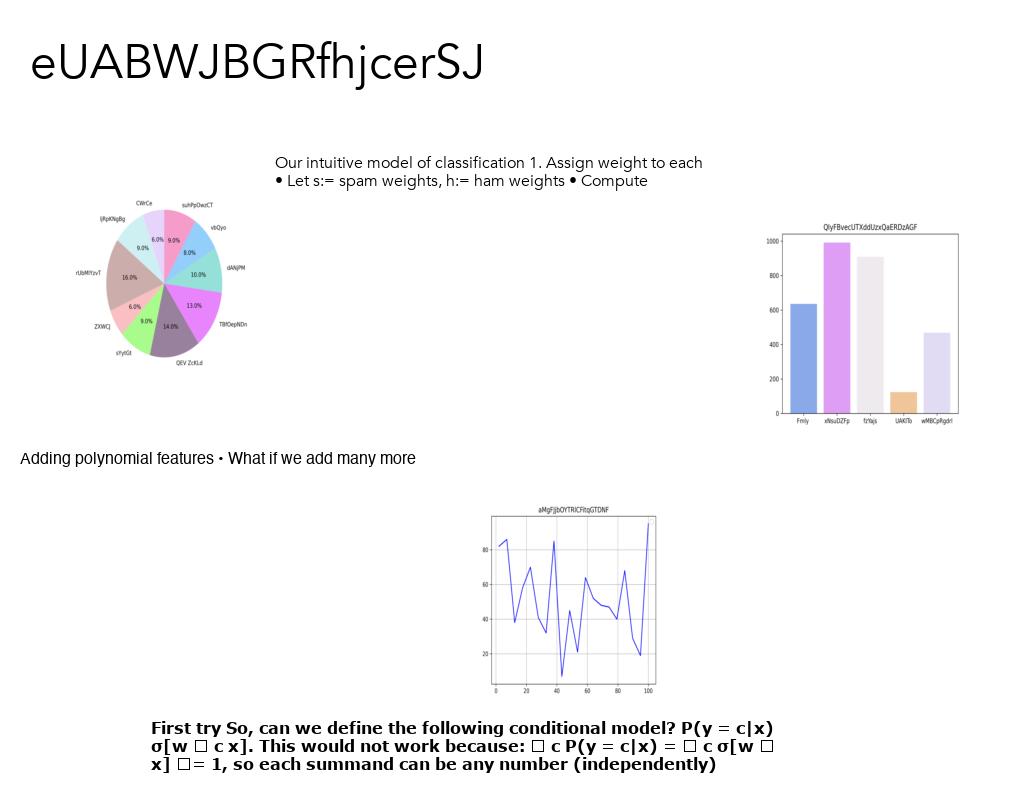 eUABWJBGRfhjcerSJ
Our intuitive model of classification 1. Assign weight to each
• Let s:= spam weights, h:= ham weights • Compute
CWrCe
suhPpDwzCT
vbQyo
dANjPM
TBfOepNDn
QEV ZcKLd
sYytGt
ZXWCJ
rUbMlYzvT
IjRpKNgBg
6.0%
9.0%
8.0%
10.0%
13.0%
14.0%
9.0%
6.0%
16.0%
9.0%
QlyFBvecUTXddUzxQaERDzAGF
1000
800
600
400
200
0
Fmly xNsuDZFp fzYajs UAKlTo wMBCpRgdrl
Adding polynomial features • What if we add many more
aMgFJjbOYTRlCFitqGTDNF
80
60
40
20
0 20 40 60 80 100
First try So, can we define the following conditional model? P(y = c|x)
σ[w □ c x]. This would not work because: □ c P(y = c|x) = □ c σ[w □
x] □= 1, so each summand can be any number (independently)